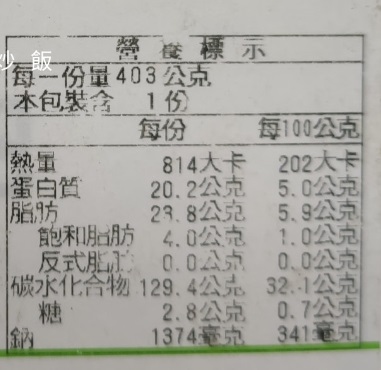 營養標示
炒飯
每一份量403公克
本包裝含 1份
每份 每100公克
熱量 814大卡 202大卡
蛋白質 20.2公克 5.0公克
脂肪 23.8公克 5.9公克
飽和脂肪 4.0公克 1.0公克
反式脂肪 0.0公克 0.0公克
碳水化合物 129.4公克 32.1公克
糖 2.8公克 0.7公克
鈉 1374毫克 341毫克